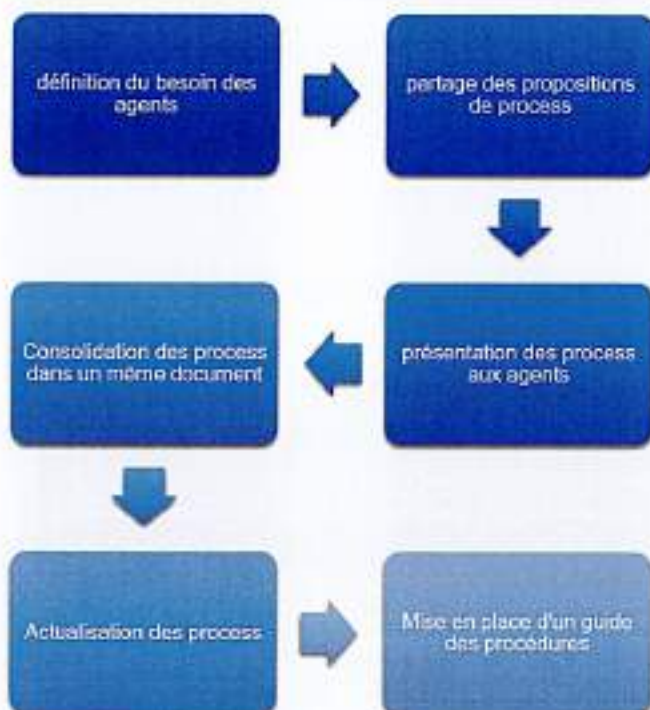 définition du besoin des
agents
partage des propositions
de process
présentation des process
aux agents
Consolidation des process
dans un même document
Actualisation des process
Mise en place d'un guide
des procédures